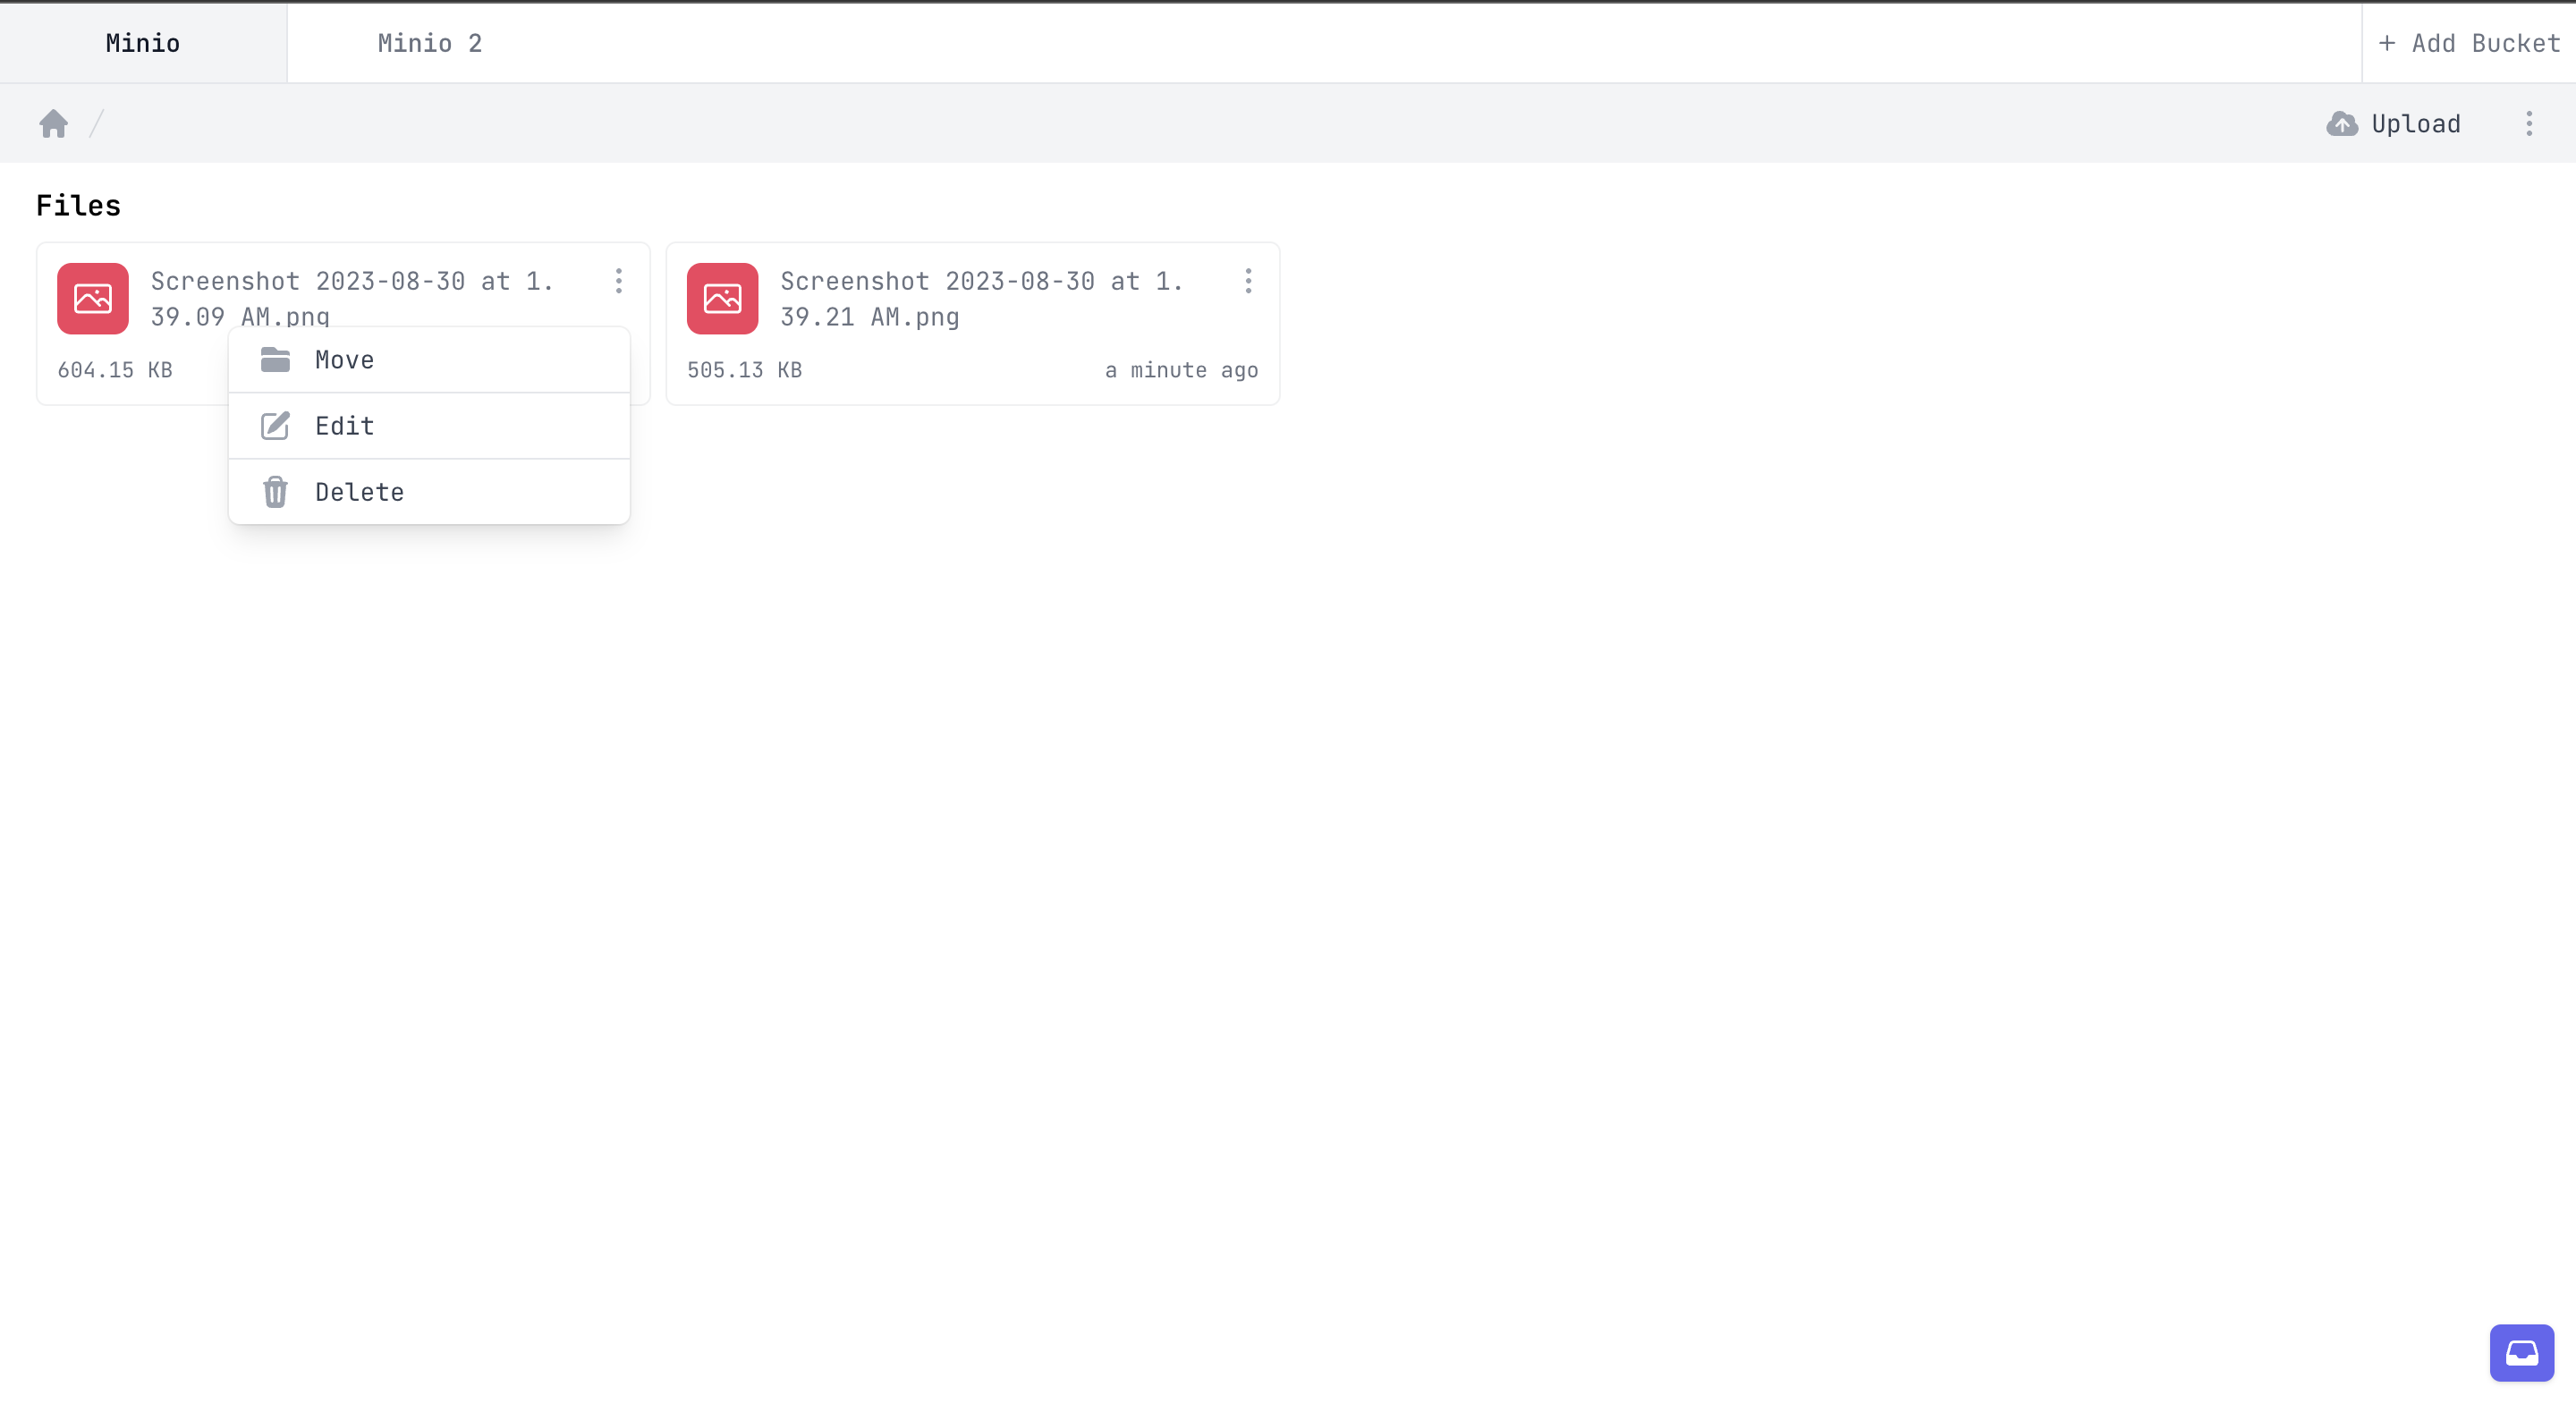 Minio
Minio 2
+ Add Bucket
Upload
Files
Screenshot 2023-08-30 at 1.
39.09 AM.png
604.15 KB
Move
Edit
Delete
Screenshot 2023-08-30 at 1.
39.21 AM.png
505.13 KB
a minute ago